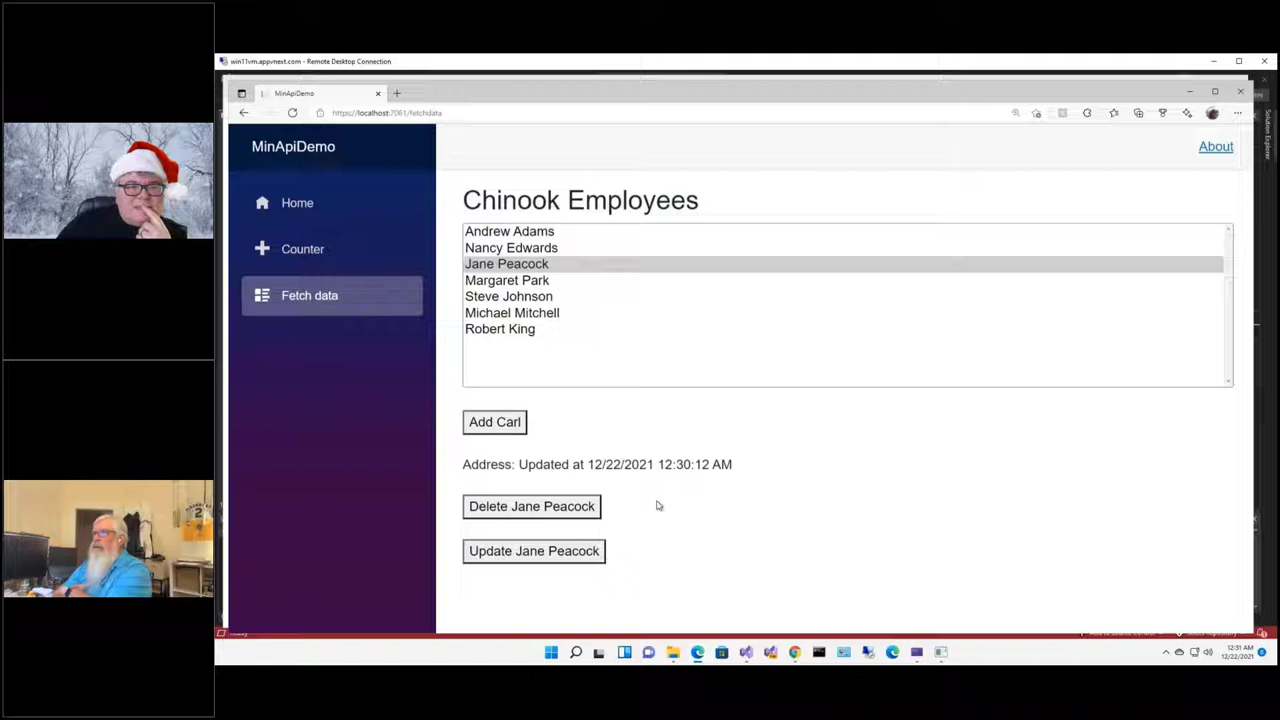 win11vm.appvnext.com - Remote Desktop Connection
MinApiDemo
https://localhost:7061/fetchdata
MinApiDemo
About
Home
Counter
Fetch data
Chinook Employees
Andrew Adams
Nancy Edwards
Jane Peacock
Margaret Park
Steve Johnson
Michael Mitchell
Robert King
Add Carl
Address: Updated at 12/22/2021 12:30:12 AM
Delete Jane Peacock
Update Jane Peacock
Solution Explorer
12:31 AM
12/22/2021